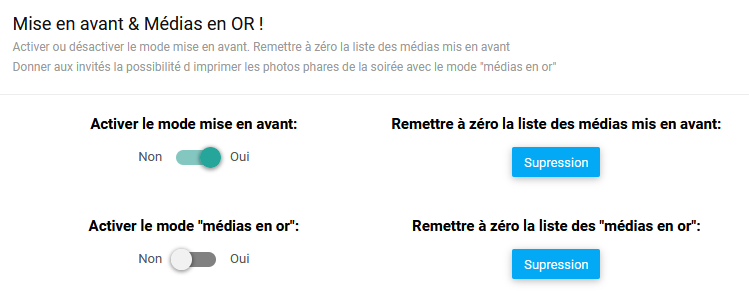 Mise en avant & Médias en OR !
Activer ou désactiver le mode mise en avant. Remettre à zéro la liste des médias mis en avant
Donner aux invités la possibilité d imprimer les photos phares de la soirée avec le mode "médias en or"
Activer le mode mise en avant:
Non Oui
Remettre à zéro la liste des médias mis en avant:
Supression
Activer le mode "médias en or":
Non Oui
Remettre à zéro la liste des "médias en or":
Supression